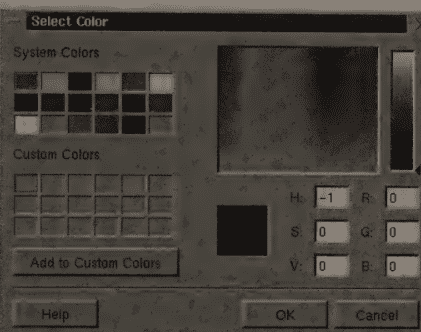 Select Color
System Colors
Custom Colors
H: -1 R: 0
S: 0 G: 0
V: 0 B: 0
Add to Custom Colors
Help OK Cancel